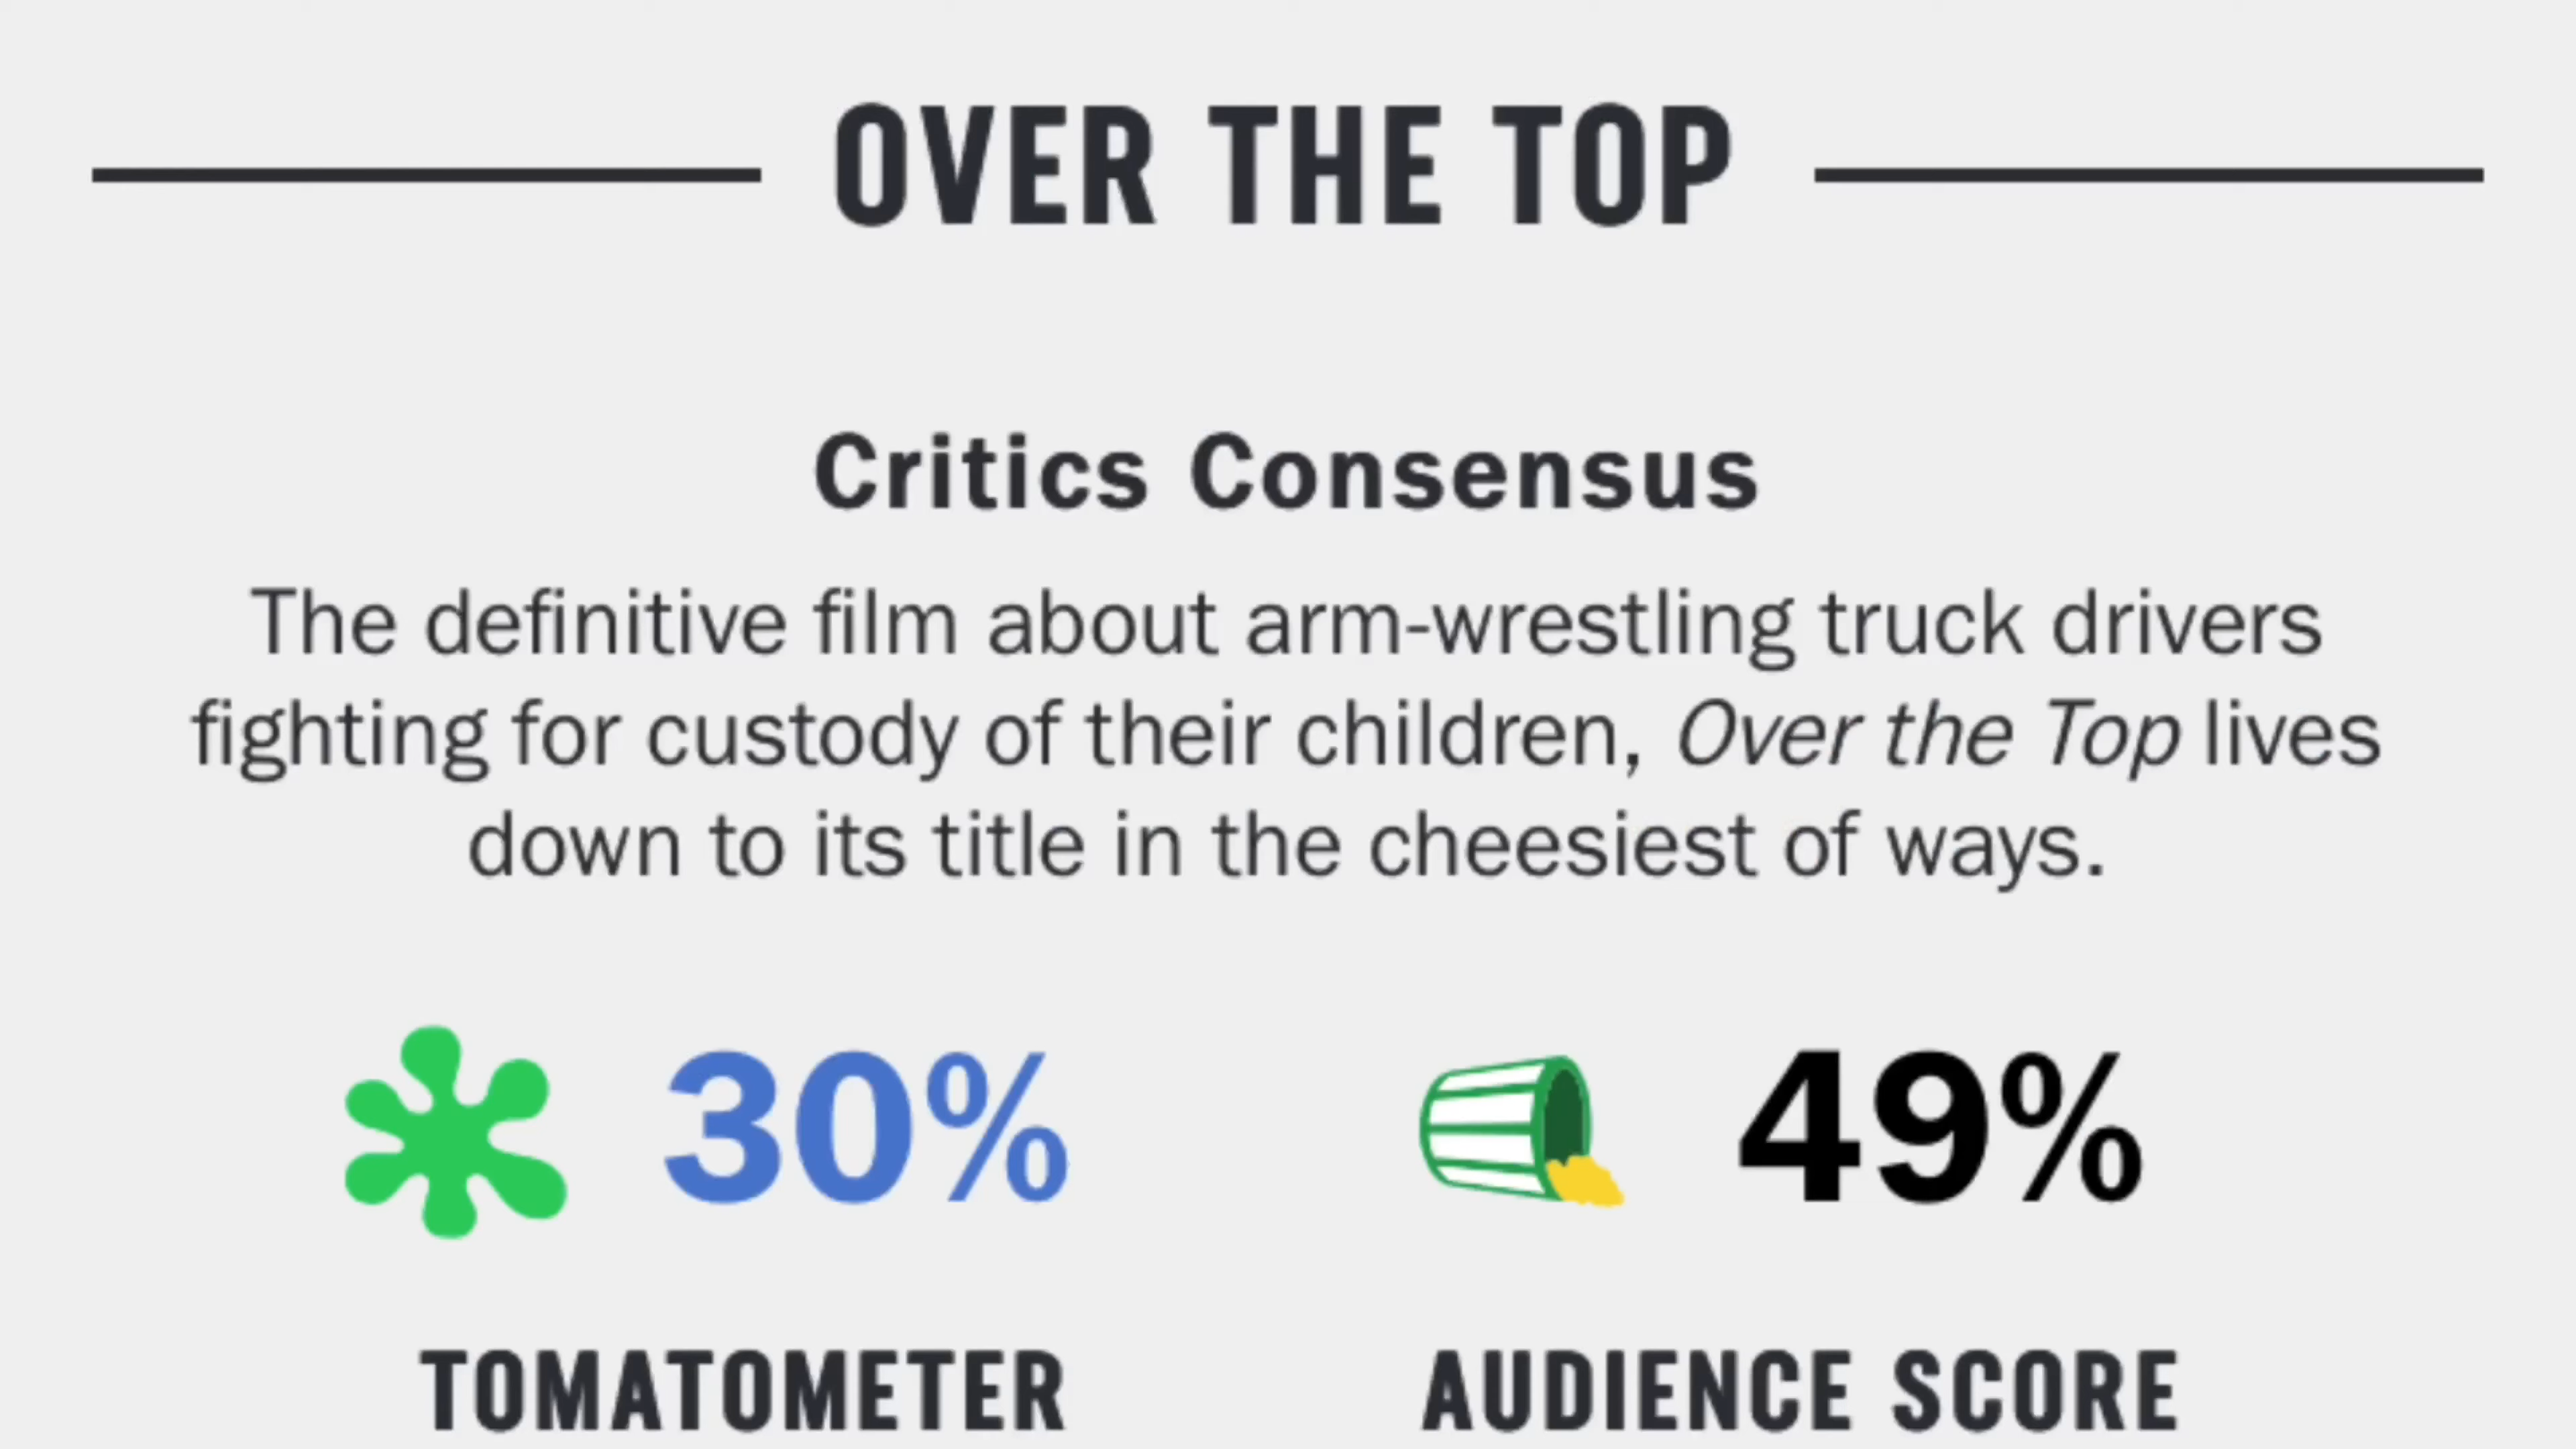 OVER THE TOP
Critics Consensus
The definitive film about arm-wrestling truck drivers
fighting for custody of their children, Over the Top lives
down to its title in the cheesiest of ways.
30% 49%
TOMATOMETER AUDIENCE SCORE